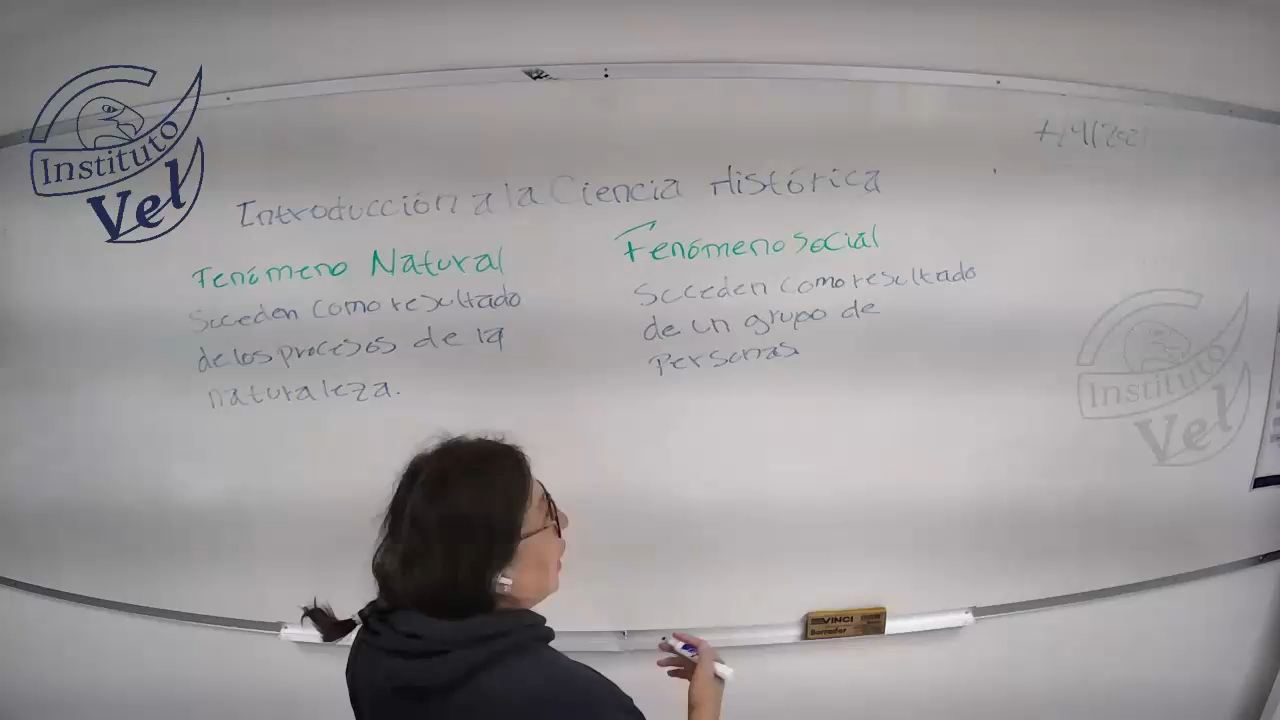 Instituto
Vel
Introducción a la Ciencia Histórica
Fenómeno Natural
Suceden como resultado
de los procesos de la
naturaleza.
Fenómeno Social
Suceden como resultado
de un grupo de
Personas.
Instituto
Vel
VINCI
Borrador